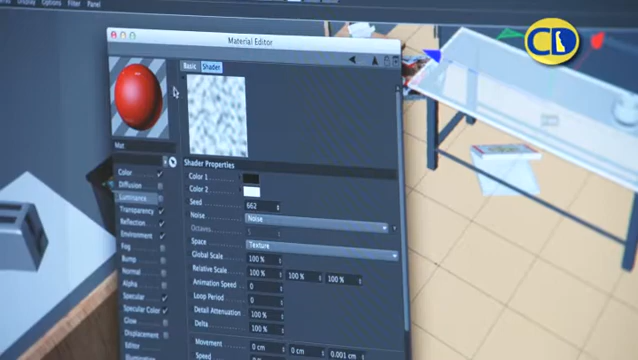 Options Filter Panel
Material Editor
Basic Shader
Mat
Color
Diffusion
Luminance
Transparency
Reflection
Environment
Fog
Bump
Normal
Alpha
Specular
Specular Color
Glow
Displacement
Editor
Illumination
Shader Properties
Color 1
Color 2
Seed 662
Noise Noise
Octaves 5
Space Texture
Global Scale 100 %
Relative Scale 100 % 100 % 100 %
Animation Speed 0
Loop Period 0
Detail Attenuation 100 %
Delta 100 %
Movement 0 cm 0 cm 0.001 cm
Speed